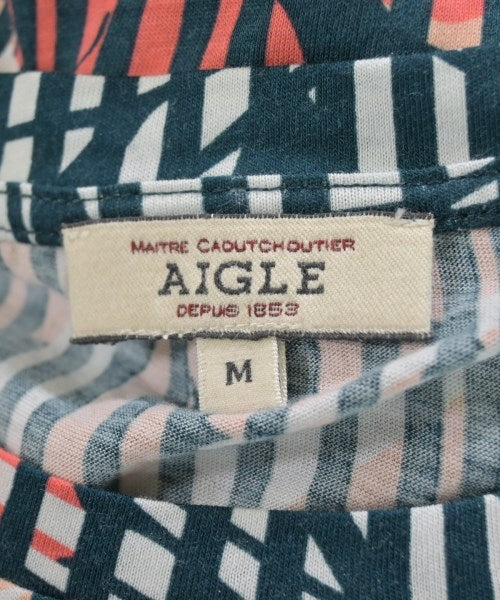 MAITRE CAOUTCHOUTIER
AIGLE
DEPUIS 1853
M